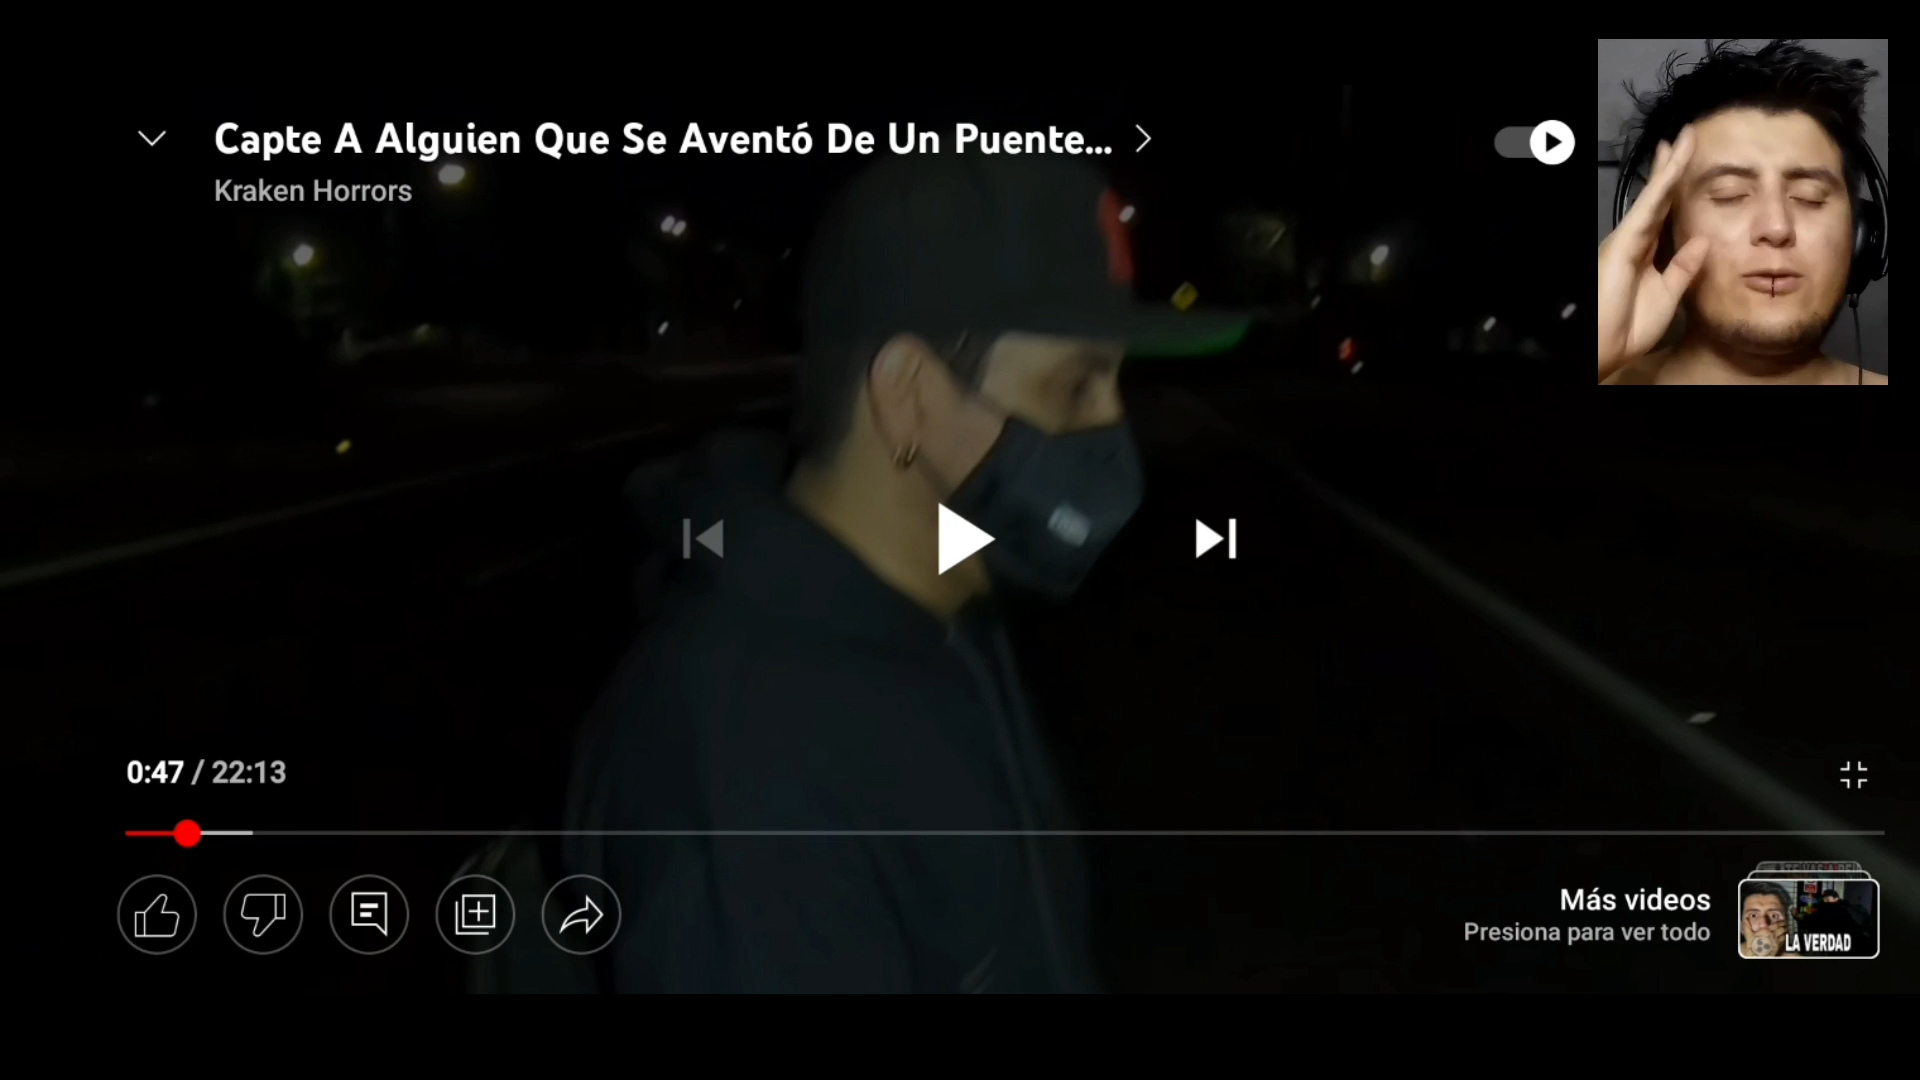 Capte A Alguien Que Se Aventó De Un Puente...
Kraken Horrors
0:47 / 22:13
Más videos
Presiona para ver todo
LA VERDAD